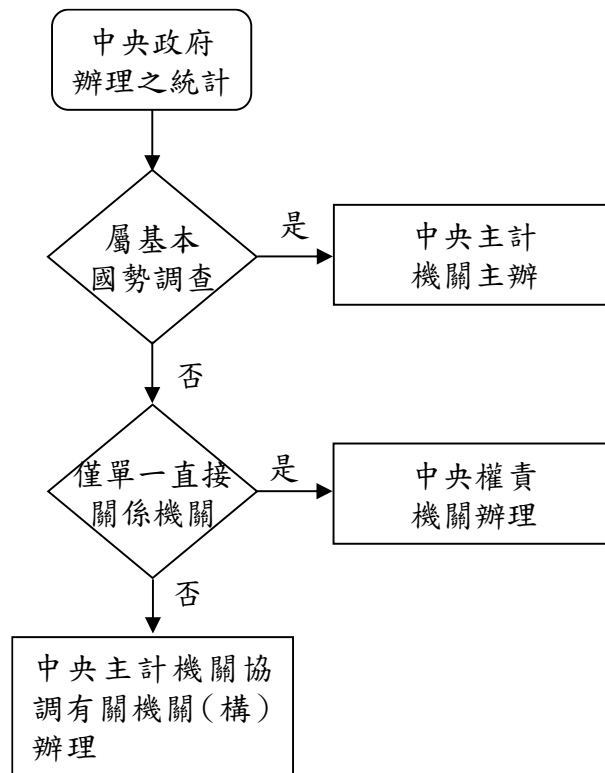 中央政府
辦理之統計
屬基本
國勢調查
是
中央主計
機關主辦
否
僅單一直接
關係機關
是
中央權責
機關辦理
否
中央主計機關協
調有關機關(構)
辦理